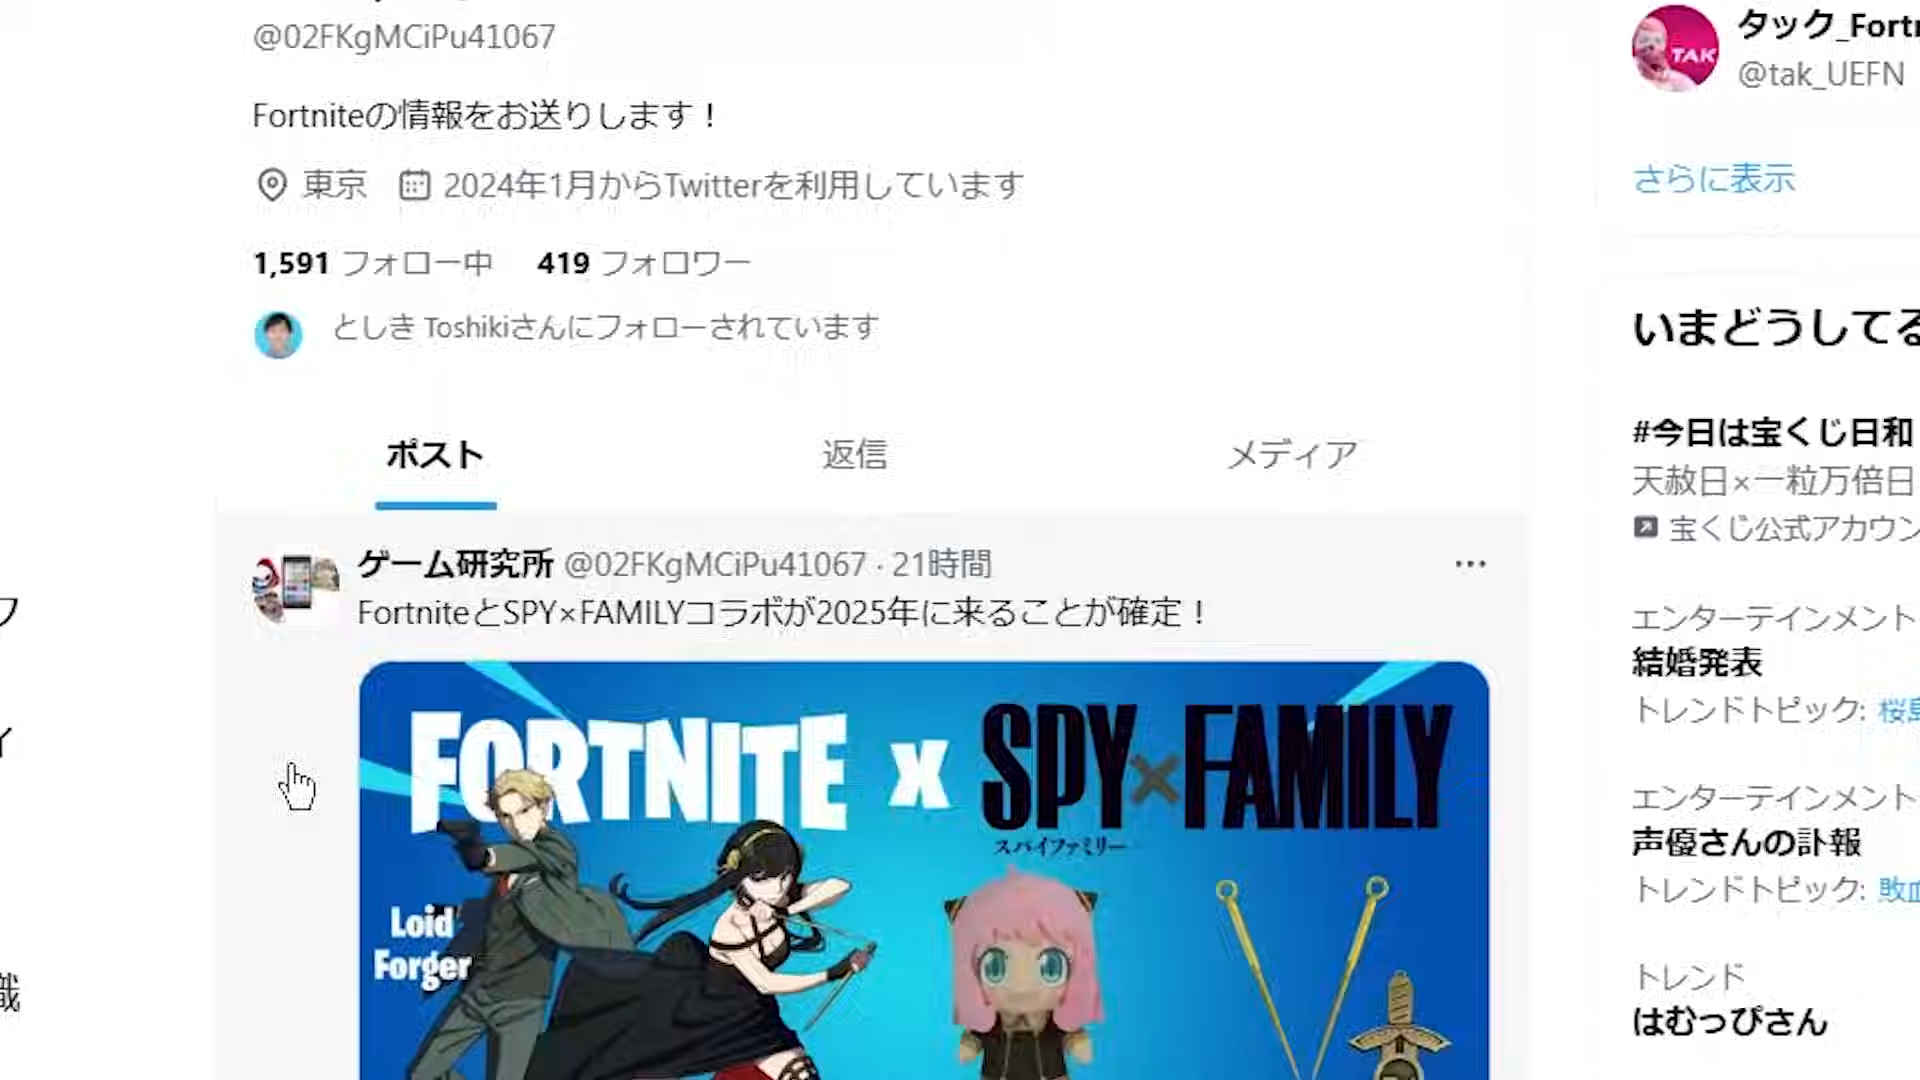 @02FKgMCiPu41067
Fortniteの情報をお送りします！
東京 2024年1月からTwitterを利用しています
1,591 フォロー中 419 フォロワー
としき Toshikiさんにフォローされています
ポスト 返信 メディア
ゲーム研究所 @02FKgMCiPu41067 · 21時間
FortniteとSPY×FAMILYコラボが2025年に来ることが確定！
FORTNITE x SPY×FAMILY
スパイファミリー
Loid
Forger
タック_Fort
TAK
@tak_UEFN
さらに表示
いまどうしてる
#今日は宝くじ日和
天赦日×一粒万倍日
宝くじ公式アカウン
エンターテインメント
結婚発表
トレンドトピック: 桜島
エンターテインメント
声優さんの訃報
トレンドトピック: 敗血
トレンド
はむっぴさん